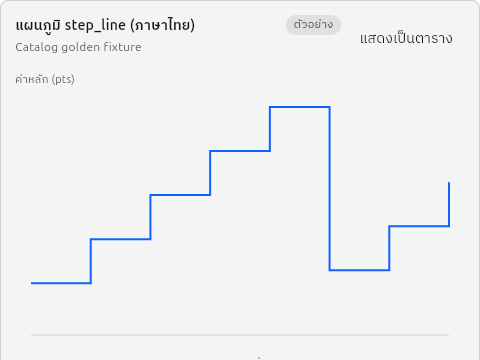 แผนภูมิ step_line (ภาษาไทย)
ตัวอย่าง
แสดงเป็นตาราง
Catalog golden fixture
ค่าหลัก (pts)